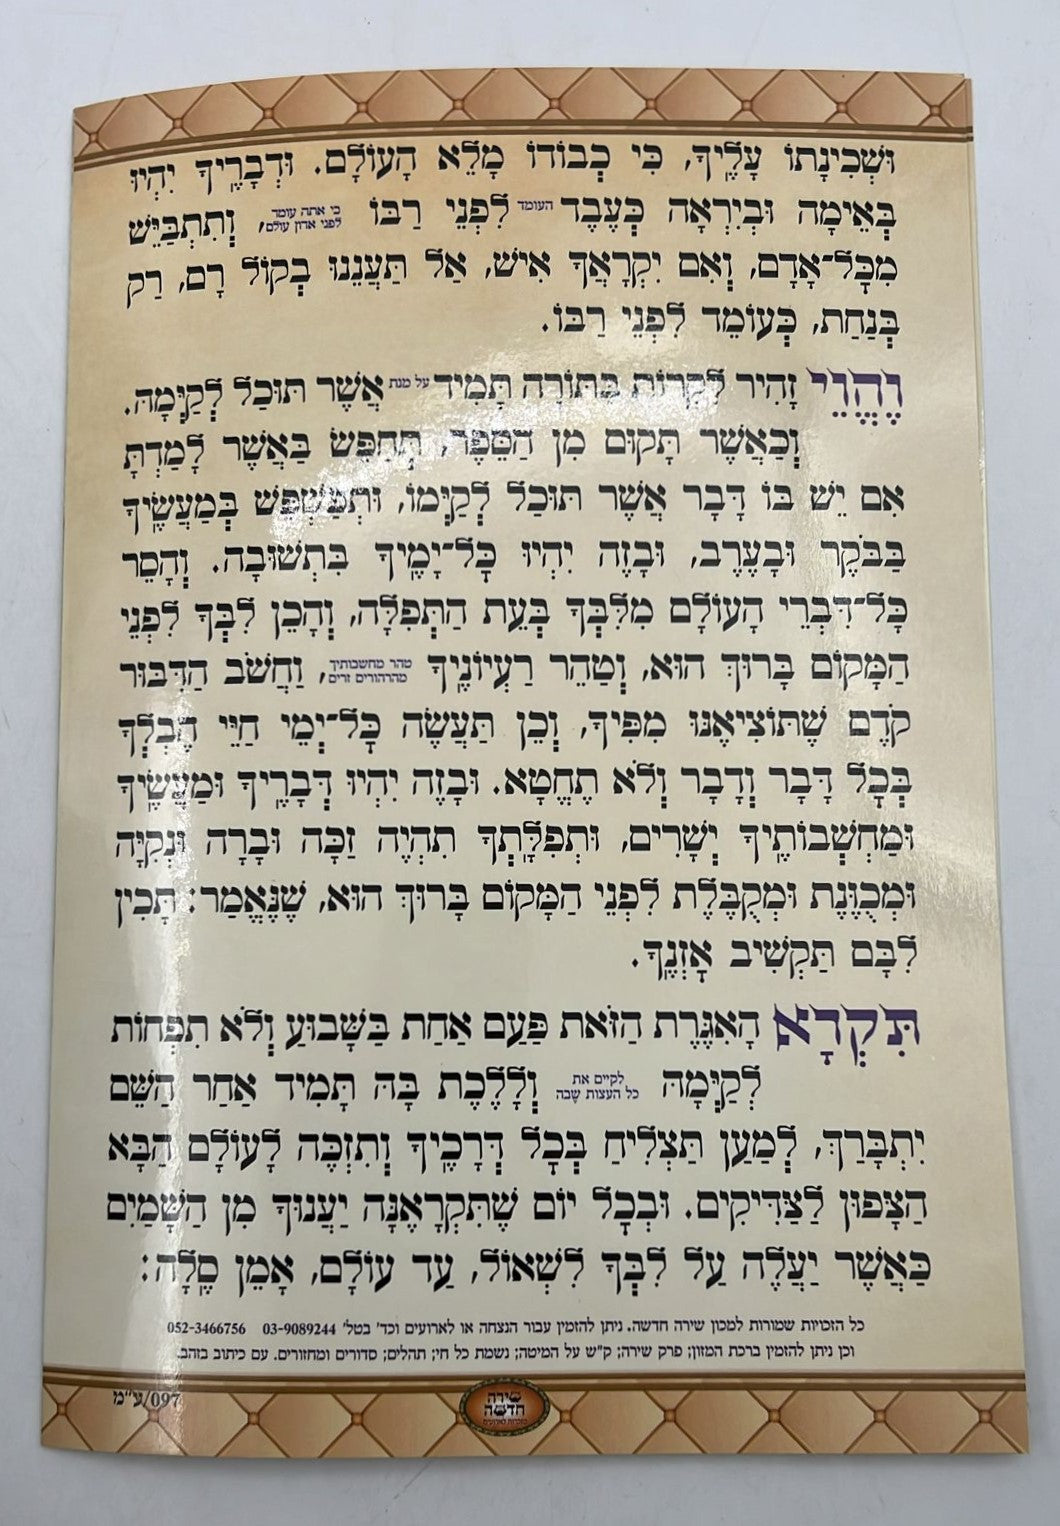 וּשְׁכִינָתוֹ עָלֶיךָ, כִּי כְבוֹדוֹ מָלֵא הָעוֹלָם. וּדְבָרֶיךָ יִהְיוּ
בְּאֵימָה וּבְיִרְאָה כְּעֶבֶד העומד לִפְנֵי רַבּוֹ כי אתה עומד לפני אדון עולם, וְתִתְבַּיֵּשׁ
מִכָּל־אָדָם, וְאִם יִקְרָאֲךָ אִישׁ, אַל תַּעֲנֵנוּ בְּקוֹל רָם, רַק
בְּנַחַת, כְּעוֹמֵד לִפְנֵי רַבּוֹ.
וֶהֱוֵי זָהִיר לִקְרוֹת בַּתּוֹרָה תָּמִיד על מנת אֲשֶׁר תּוּכַל לְקַיְּמָהּ.
וְכַאֲשֶׁר תָּקוּם מִן הַסֵּפֶר, תְּחַפֵּשׂ בַּאֲשֶׁר לָמַדְתָּ
אִם יֵשׁ בּוֹ דָּבָר אֲשֶׁר תּוּכַל לְקַיְּמוֹ, וּתְפַשְׁפֵּשׁ בְּמַעֲשֶׂיךָ
בַּבֹּקֶר וּבָעֶרֶב, וּבָזֶה יִהְיוּ כָּל־יָמֶיךָ בִּתְשׁוּבָה. וְהָסֵר
כָּל־דִּבְרֵי הָעוֹלָם מִלִּבְּךָ בְּעֵת הַתְּפִלָּה, וְהָכֵן לִבְּךָ לִפְנֵי
הַמָּקוֹם בָּרוּךְ הוּא, וְטַהֵר רַעְיוֹנֶיךָ טהר מחשבותיך מהרהורים זרים, וַחֲשֹׁב הַדִּבּוּר
קֹדֶם שֶׁתּוֹצִיאֶנּוּ מִפִּיךָ, וְכֵן תַּעֲשֶׂה כָּל־יְמֵי חַיֵּי הֶבְלְךָ
בְּכָל דָּבָר וְדָבָר וְלֹא תֶחֱטָא. וּבָזֶה יִהְיוּ דְּבָרֶיךָ וּמַעֲשֶׂיךָ
וּמַחְשְׁבוֹתֶיךָ יְשָׁרִים, וּתְפִלָּתְךָ תִהְיֶה זַכָּה וּבָרָה וּנְקִיָּה
וּמְכֻוֶּנֶת וּמְקֻבֶּלֶת לִפְנֵי הַמָּקוֹם בָּרוּךְ הוּא, שֶׁנֶּאֱמַר: תָּכִין
לִבָּם תַּקְשִׁיב אָזְנֶךָ.
תִּקְרָא הָאִגֶּרֶת הַזֹּאת פַּעַם אַחַת בַּשָּׁבוּעַ וְלֹא תִפְחוֹת
לְקַיְּמָהּ לקיים את כל העצות שֶבה וְלָלֶכֶת בָּהּ תָּמִיד אַחַר הַשֵּׁם
יִתְבָּרַךְ, לְמַעַן תַּצְלִיחַ בְּכָל דְּרָכֶיךָ וְתִזְכֶּה לָעוֹלָם הַבָּא
הַצָּפוּן לַצַּדִּיקִים. וּבְכָל יוֹם שֶׁתִּקְרָאֶנָּה יַעֲנוּךָ מִן הַשָּׁמַיִם
כַּאֲשֶׁר יַעֲלֶה עַל לִבְּךָ לִשְׁאוֹל, עַד עוֹלָם, אָמֵן סֶלָה:
כל הזכויות שמורות למכון שירה חדשה. ניתן להזמין עבור הנצחה או לארועים וכד' בטל' 03-9089244 052-3466756
וכן ניתן להזמין ברכת המזון; פרק שירה; ק"ש על המיטה; נשמת כל חי; תהלים; סדורים ומחזורים. עם כיתוב בזהב.
שירה
חדשה
097/ע"מ